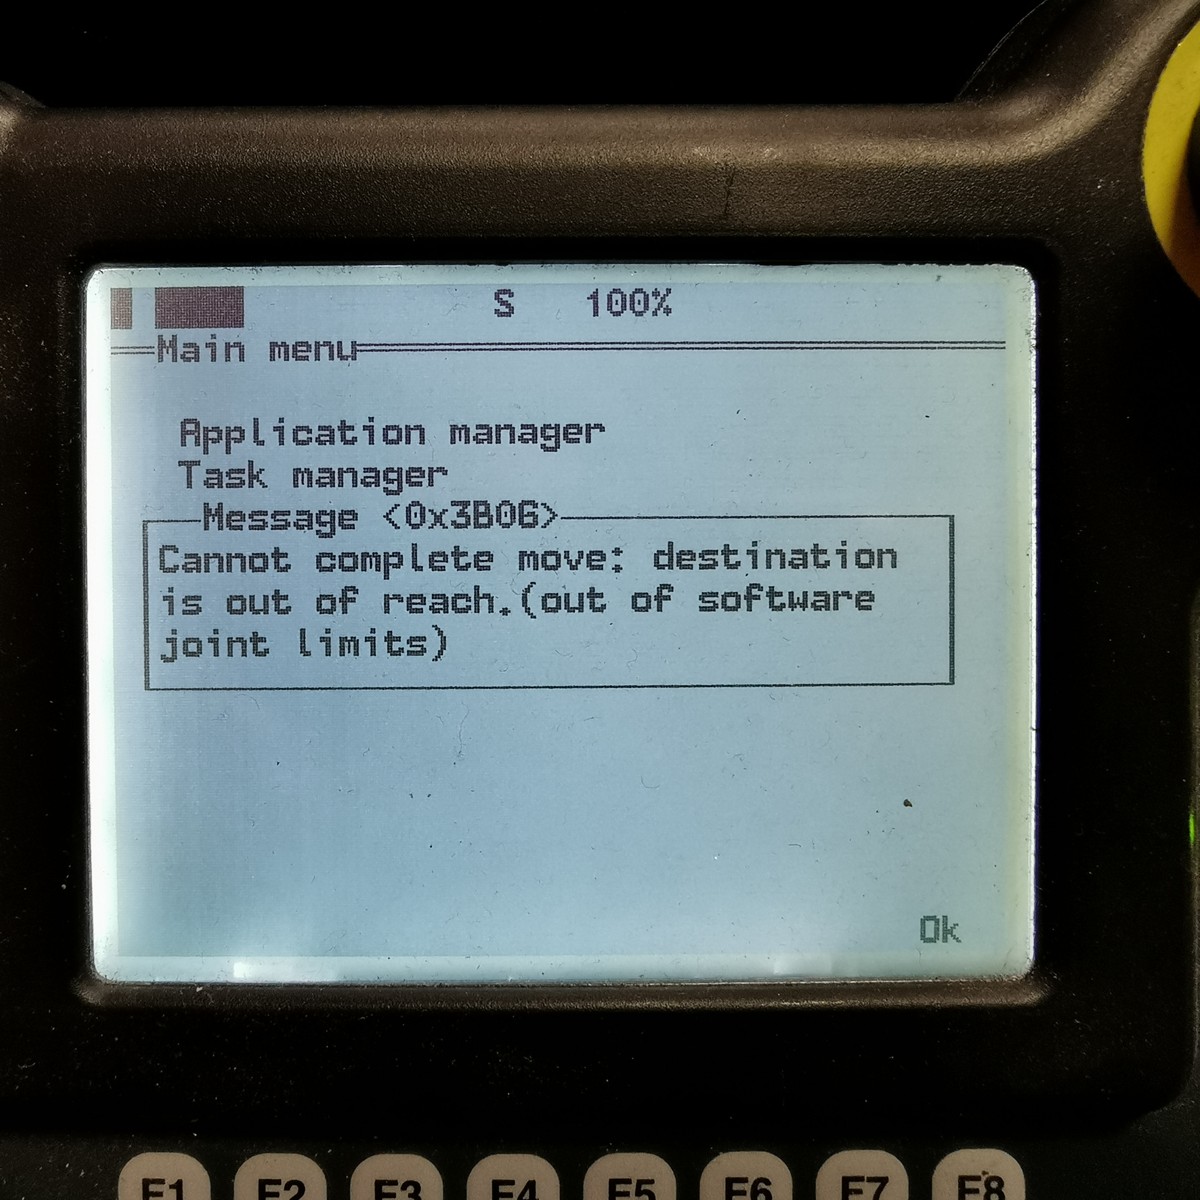 S 100%
Main menu
Application manager
Task manager
Message <0x3B06>
Cannot complete move: destination
is out of reach.(out of software
joint limits)
Ok
F1 F2 F3 F4 F5 F6 F7 F8